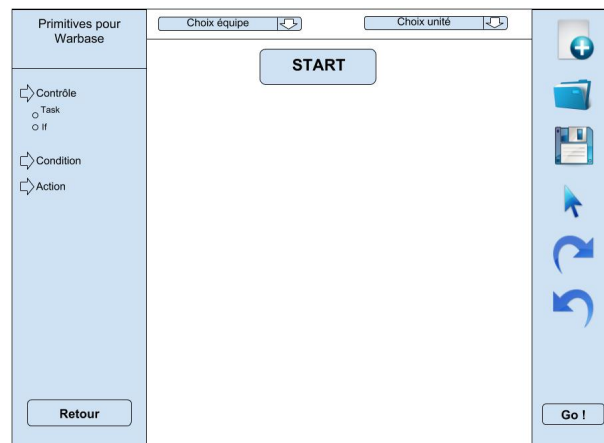 Primitives pour
Warbase
Choix équipe
Choix unité
START
Contrôle
Task
If
Condition
Action
Retour
Go !